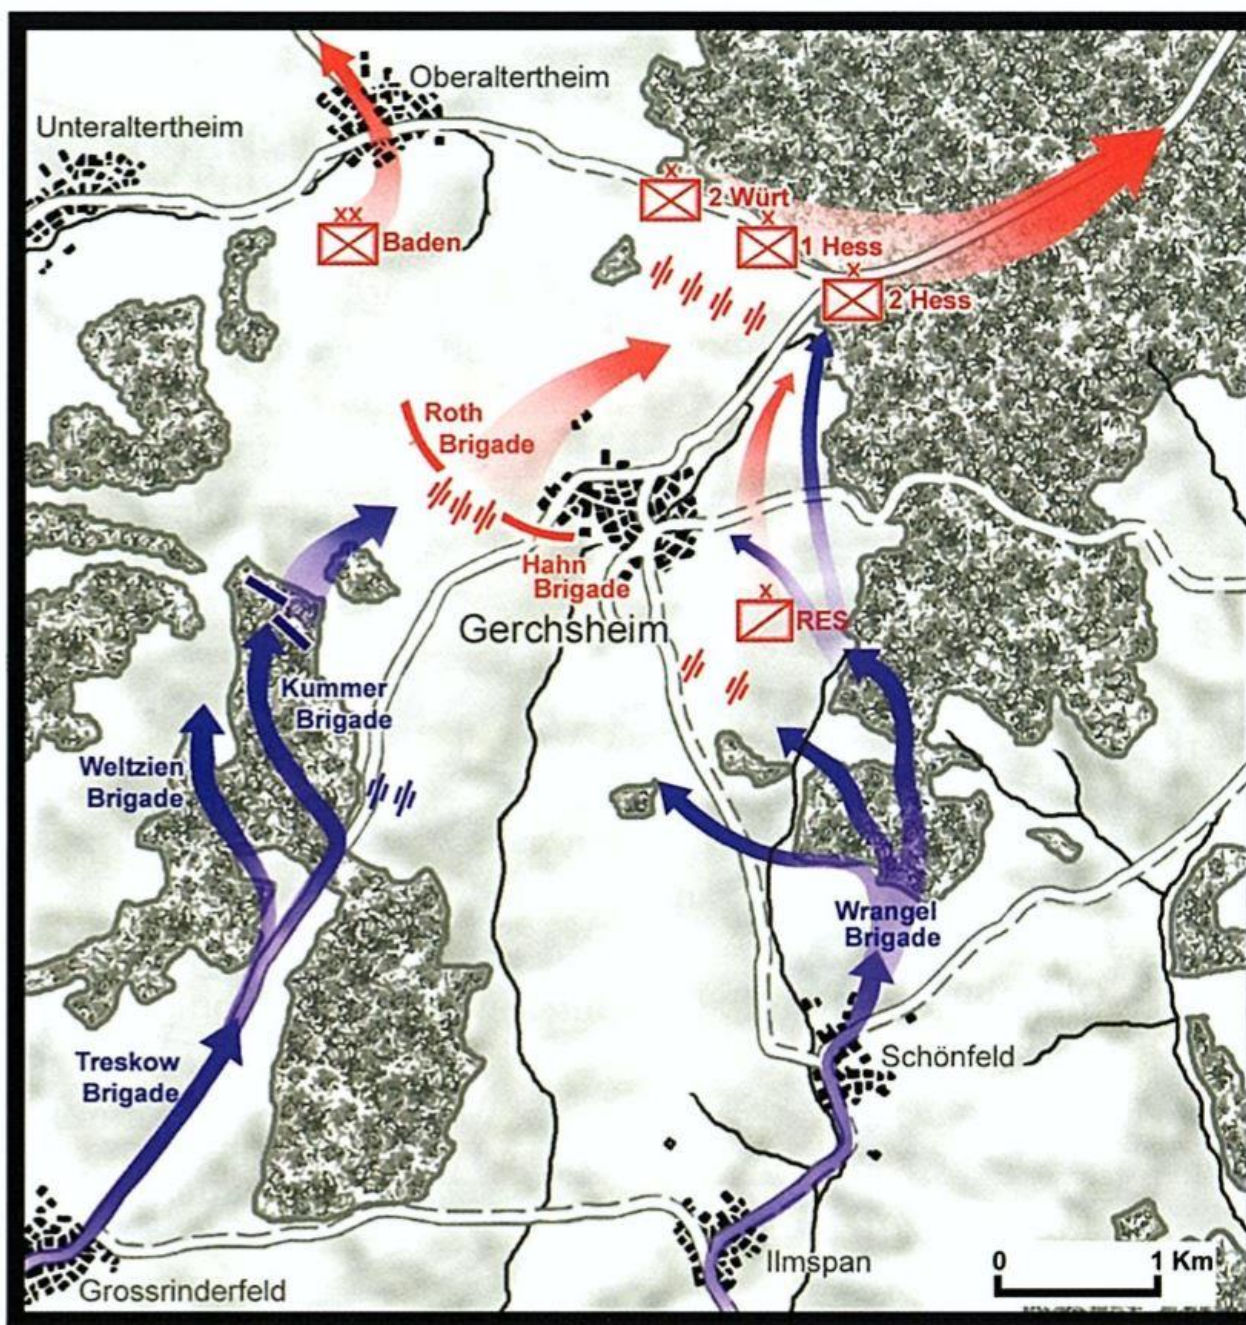 Oberaltertheim
Unteraltertheim
X
2 Würt
XX
Baden
X
1 Hess
X
2 Hess
Roth
Brigade
Hahn
Brigade
X
RES
Gerchsheim
Kummer
Brigade
Weltzien
Brigade
Wrangel
Brigade
Treskow
Brigade
Schönfeld
Ilmspan
Grossrinderfeld
0 1 Km